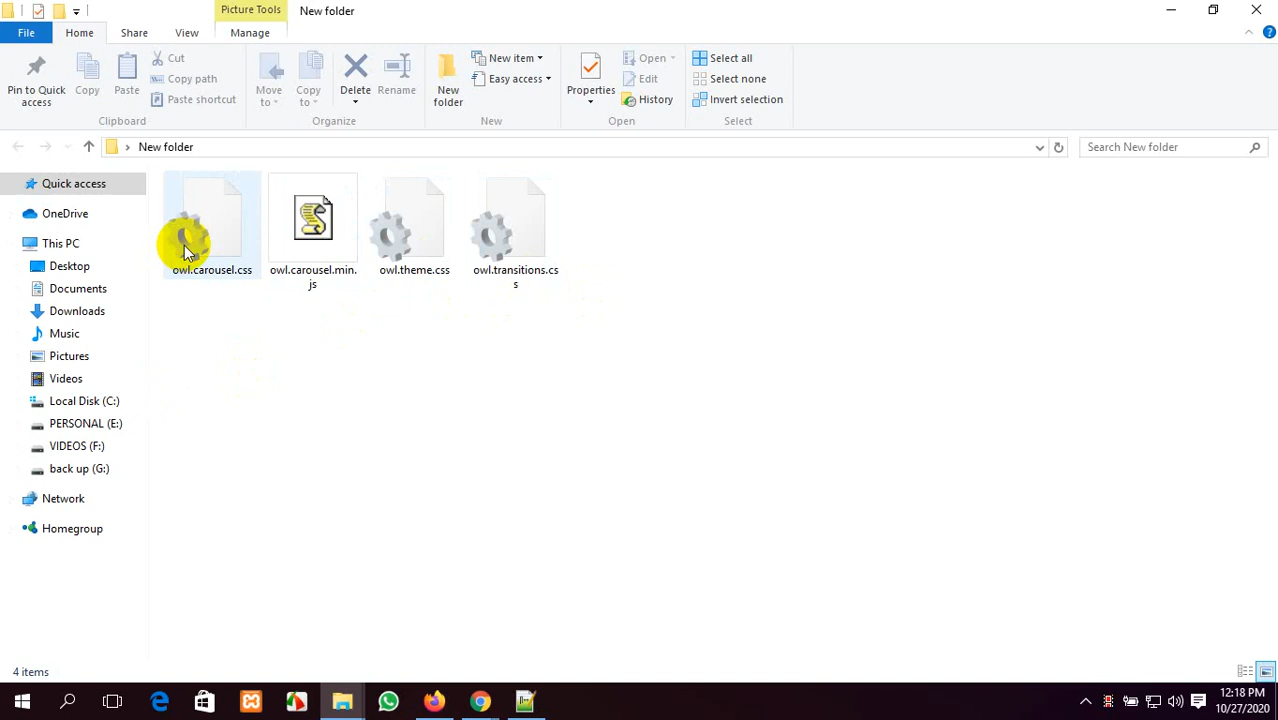 Picture Tools
New folder
File
Home
Share
View
Manage
Pin to Quick
access
Copy
Paste
Cut
Copy path
Paste shortcut
Clipboard
Move
to
Copy
to
Delete
Rename
Organize
New
folder
New item
Easy access
New
Properties
Open
Edit
History
Open
Select all
Select none
Invert selection
Select
New folder
Search New folder
Quick access
OneDrive
This PC
Desktop
Documents
Downloads
Music
Pictures
Videos
Local Disk (C:)
PERSONAL (E:)
VIDEOS (F:)
back up (G:)
Network
Homegroup
owl.carousel.css
owl.carousel.min.
js
owl.theme.css
owl.transitions.cs
s
4 items
12:18 PM
10/27/2020